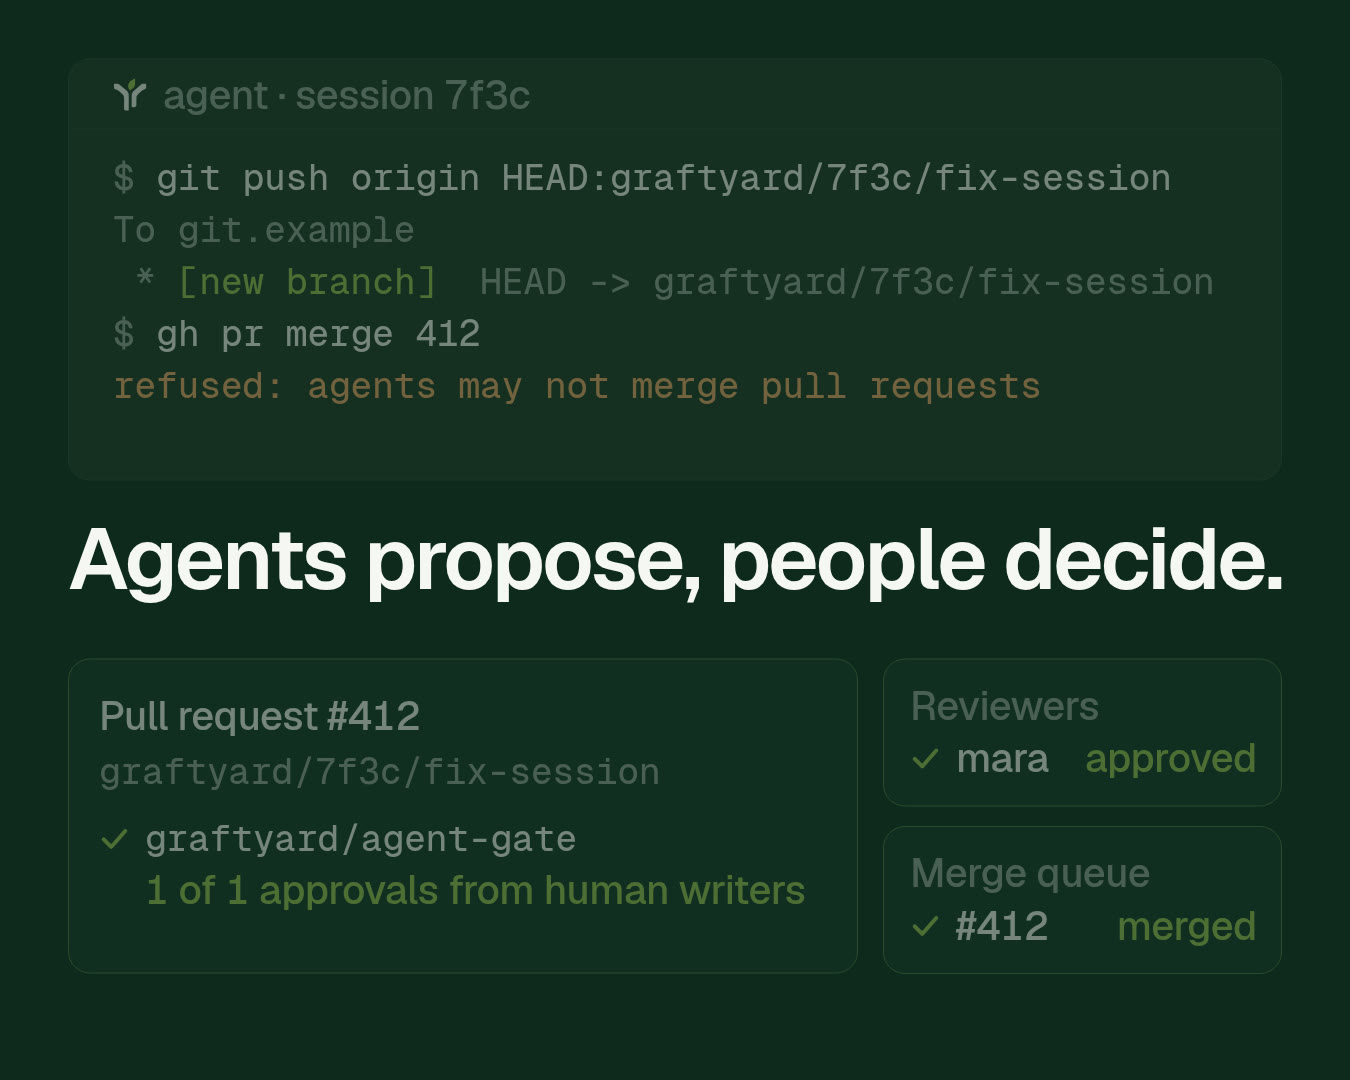 agent · session 7f3c
$ git push origin HEAD:graftyard/7f3c/fix-session
To git.example
* [new branch]  HEAD -> graftyard/7f3c/fix-session
$ gh pr merge 412
refused: agents may not merge pull requests
Agents propose, people decide.
Pull request #412
graftyard/7f3c/fix-session
graftyard/agent-gate
1 of 1 approvals from human writers
Reviewers
mara approved
Merge queue
#412 merged